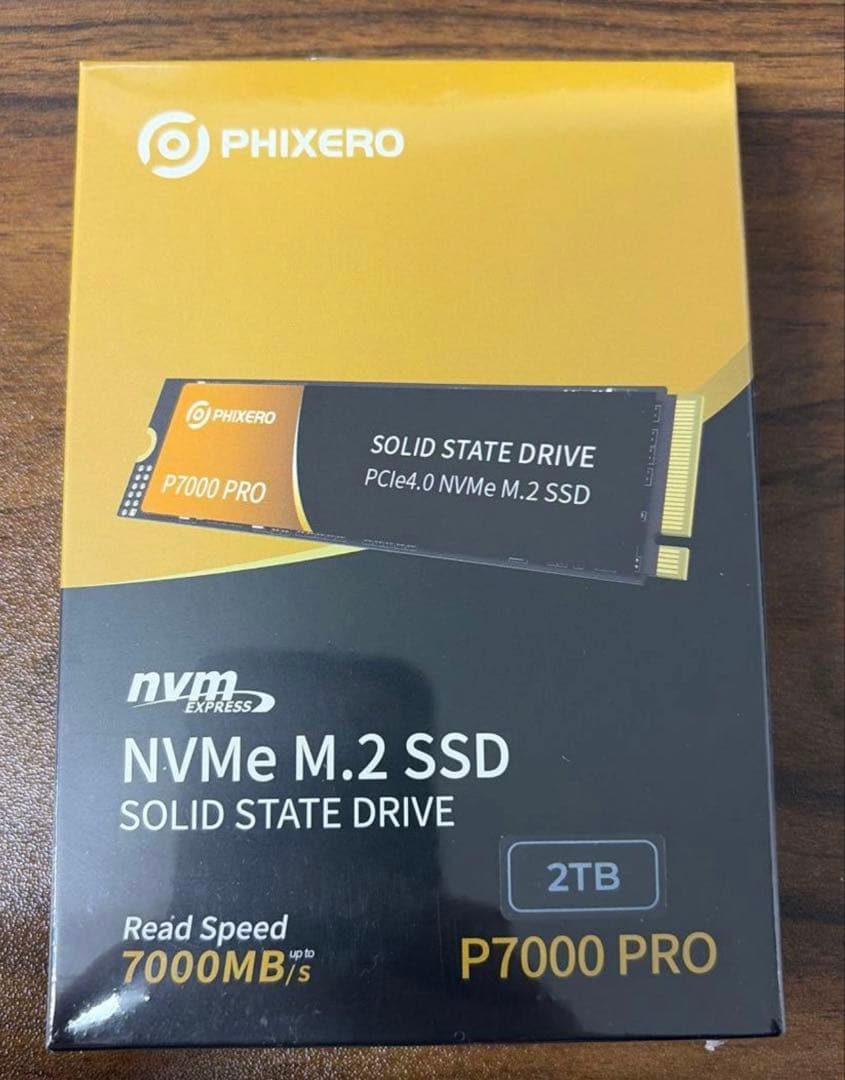 PHIXERO
PHIXERO
P7000 PRO
SOLID STATE DRIVE
PCIe4.0 NVMe M.2 SSD
nvm
EXPRESS
NVMe M.2 SSD
SOLID STATE DRIVE
2TB
Read Speed
up to
7000MB/s
P7000 PRO